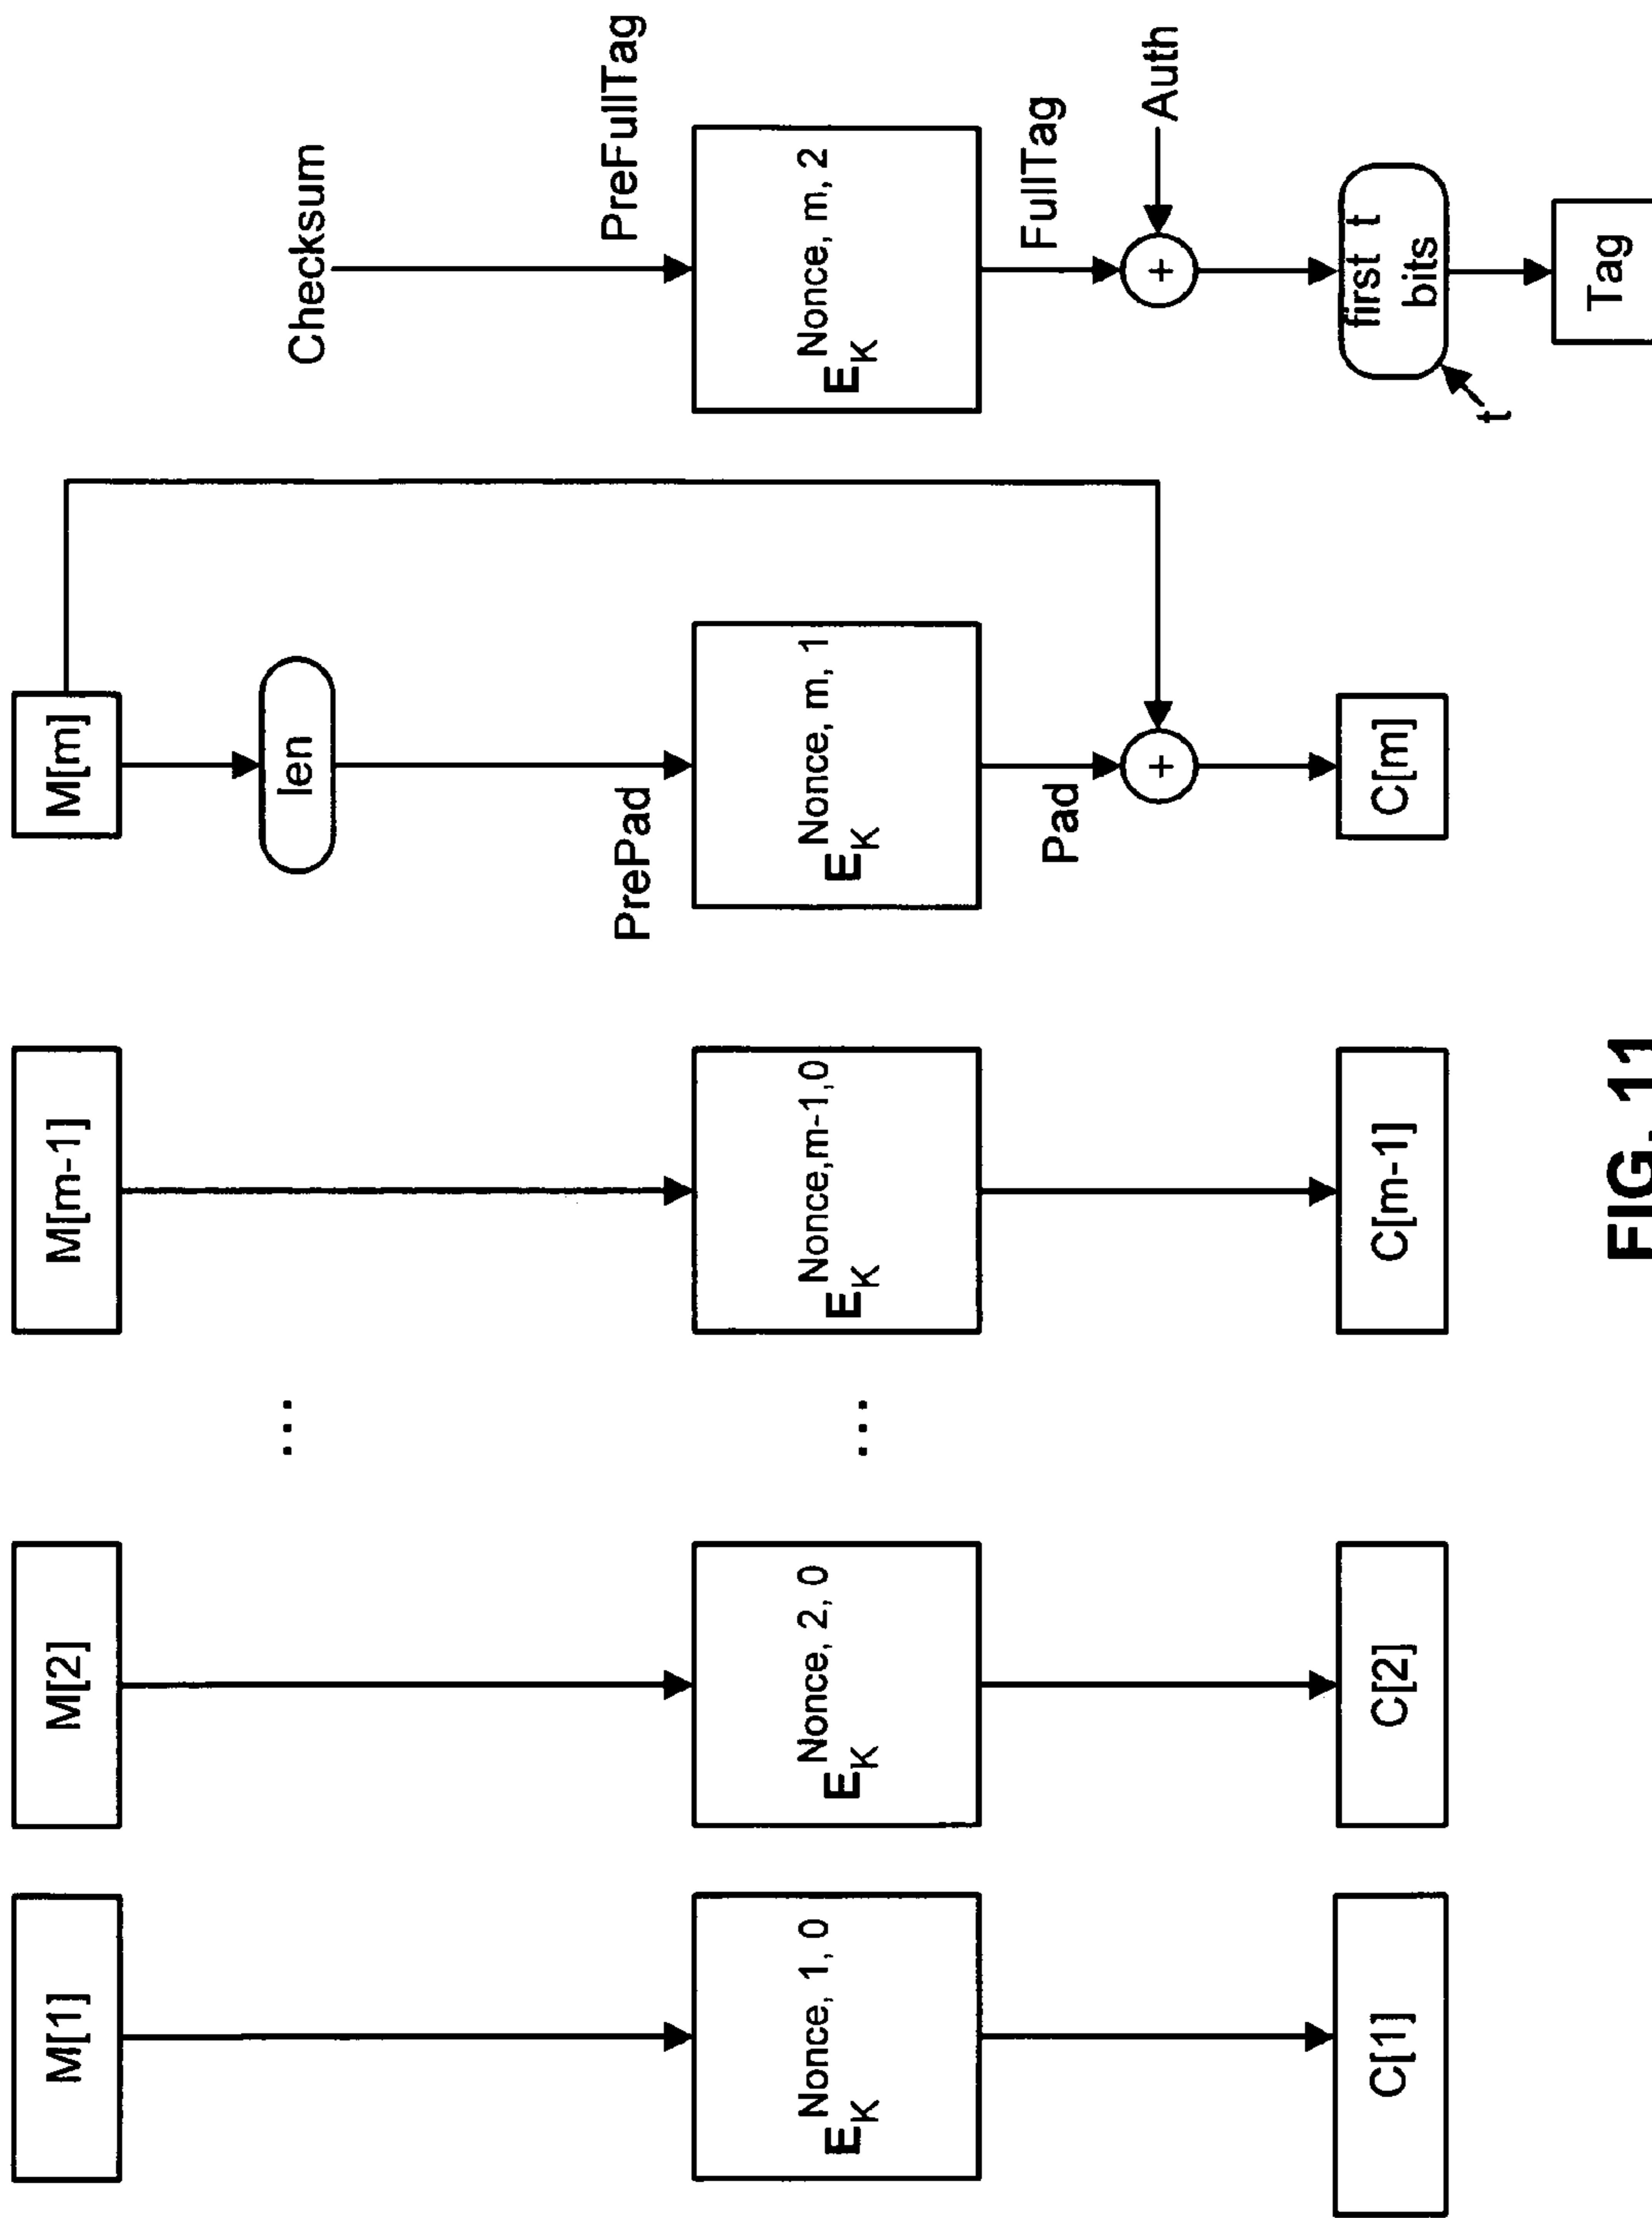 M[1]
M[2]
M[m-1]
M[m]
Checksum
...
len
PrePad
PreFullTag
E_K^Nonce, 1, 0
E_K^Nonce, 2, 0
...
E_K^Nonce,m-1,0
E_K^Nonce, m, 1
E_K^Nonce, m, 2
Pad
FullTag
+
+
Auth
C[1]
C[2]
C[m-1]
C[m]
first t
bits
t
Tag
FIG. 11